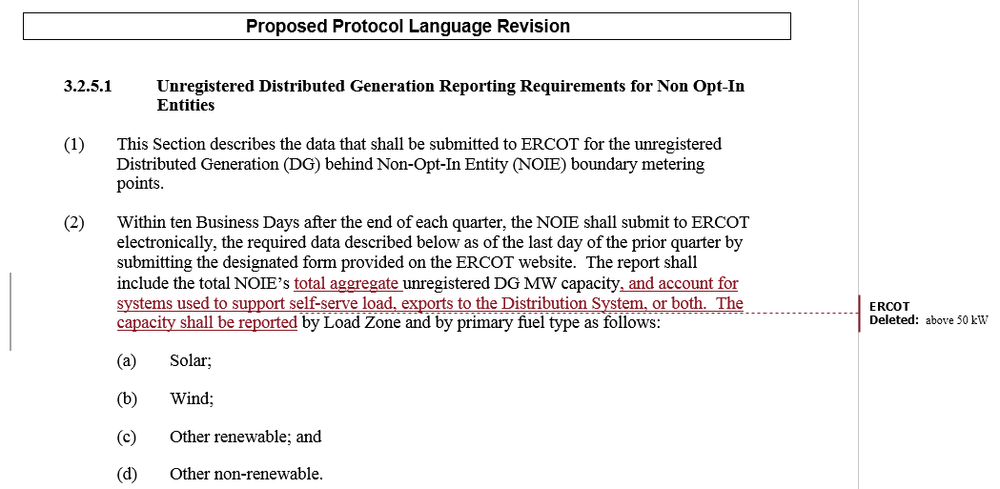 Proposed Protocol Language Revision
3.2.5.1 Unregistered Distributed Generation Reporting Requirements for Non Opt-In
Entities
(1) This Section describes the data that shall be submitted to ERCOT for the unregistered
Distributed Generation (DG) behind Non-Opt-In Entity (NOIE) boundary metering
points.
(2) Within ten Business Days after the end of each quarter, the NOIE shall submit to ERCOT
electronically, the required data described below as of the last day of the prior quarter by
submitting the designated form provided on the ERCOT website. The report shall
include the total NOIE’s total aggregate unregistered DG MW capacity, and account for
systems used to support self-serve load, exports to the Distribution System, or both. The
capacity shall be reported by Load Zone and by primary fuel type as follows:
ERCOT
Deleted: above 50 kW
(a) Solar;
(b) Wind;
(c) Other renewable; and
(d) Other non-renewable.